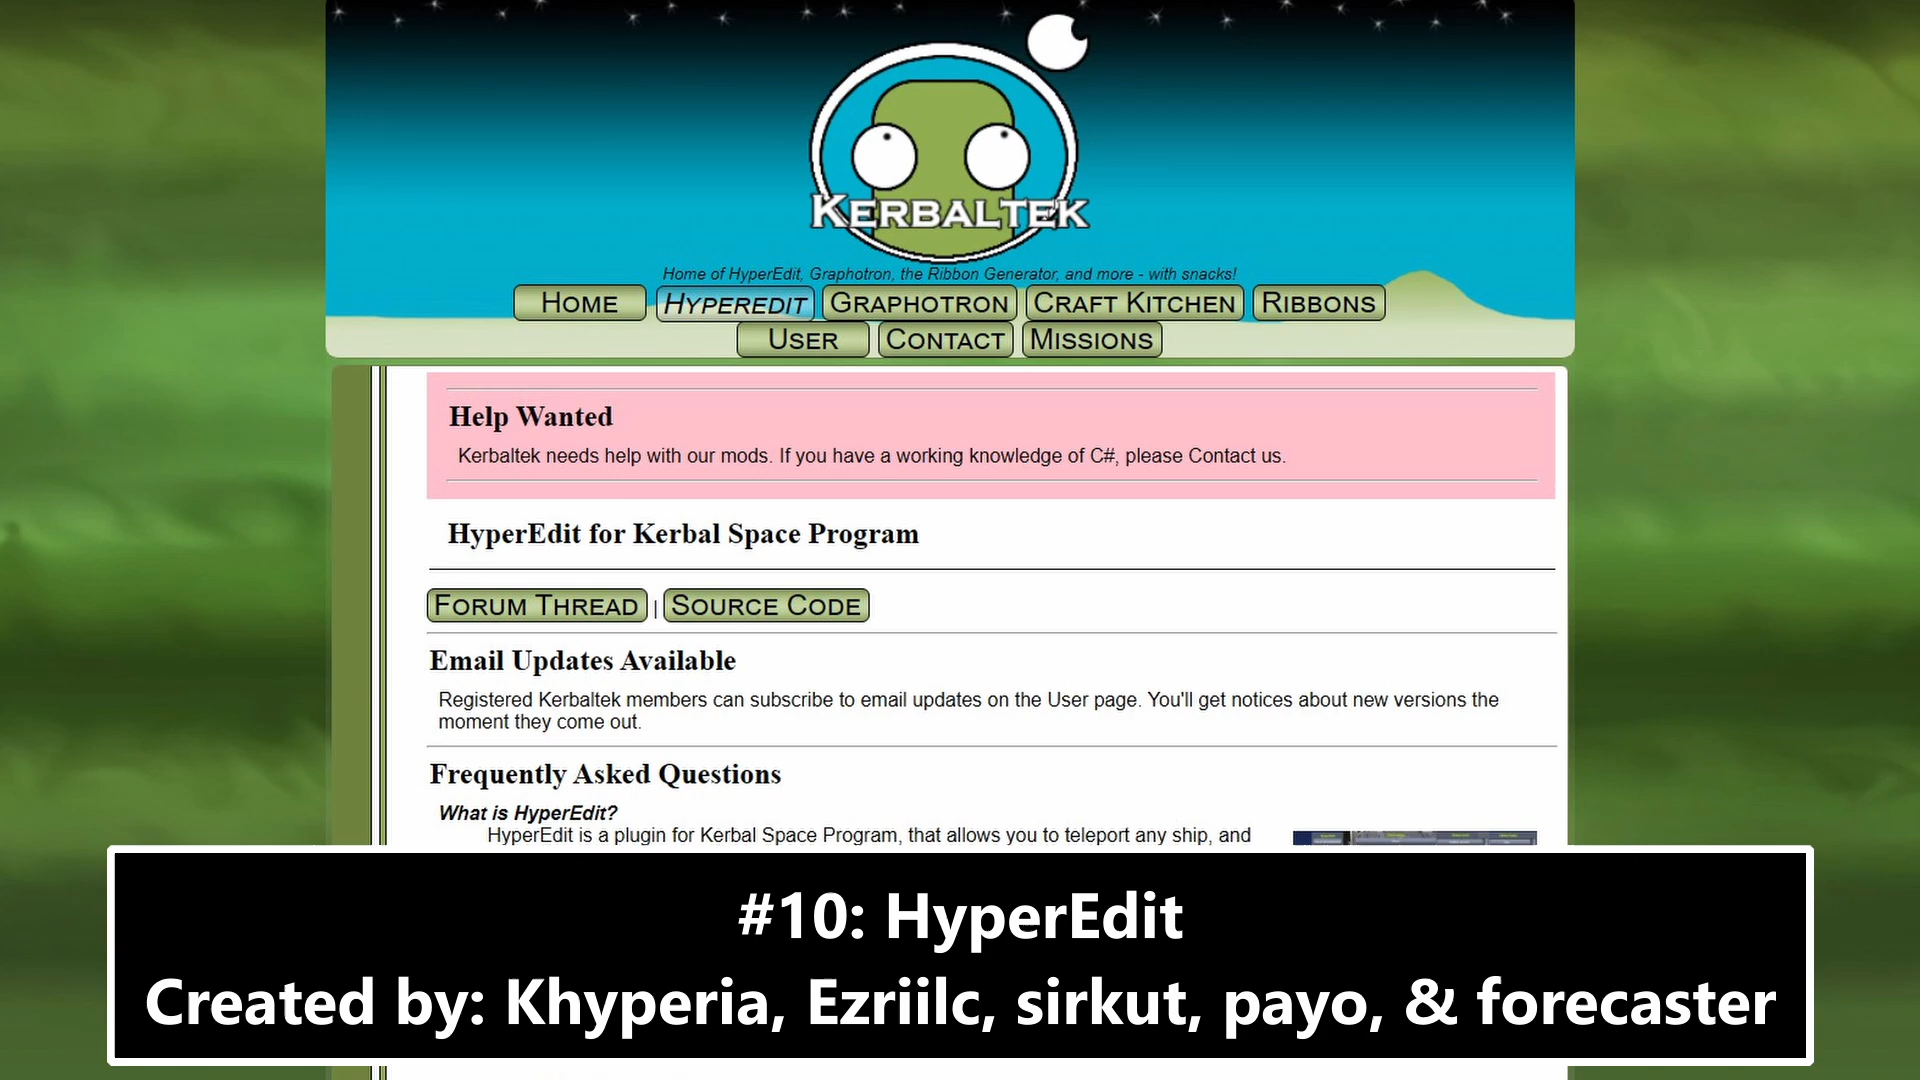 KERBALTEK
Home of HyperEdit, Graphotron, the Ribbon Generator, and more - with snacks!
HOME HYPEREDIT GRAPHOTRON CRAFT KITCHEN RIBBONS
USER CONTACT MISSIONS
Help Wanted
Kerbaltek needs help with our mods. If you have a working knowledge of C#, please Contact us.
HyperEdit for Kerbal Space Program
FORUM THREAD | SOURCE CODE
Email Updates Available
Registered Kerbaltek members can subscribe to email updates on the User page. You'll get notices about new versions the
moment they come out.
Frequently Asked Questions
What is HyperEdit?
HyperEdit is a plugin for Kerbal Space Program, that allows you to teleport any ship, and
#10: HyperEdit
Created by: Khyperia, Ezriilc, sirkut, payo, & forecaster